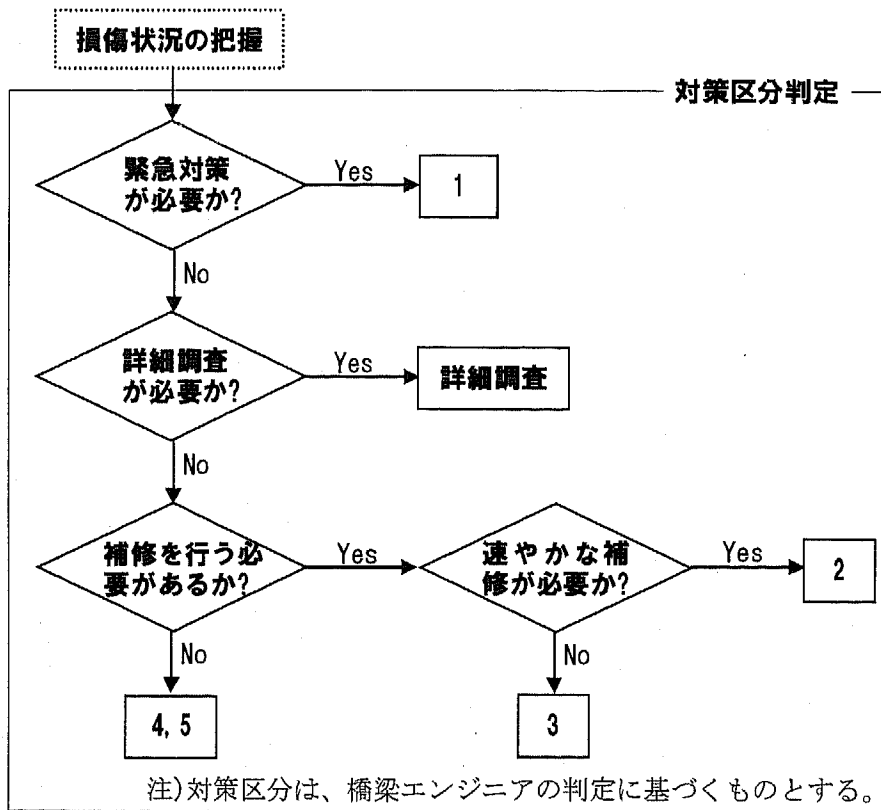 損傷状況の把握
対策区分判定
緊急対策
が必要か?
Yes
1
No
詳細調査
が必要か?
Yes
詳細調査
No
補修を行う必
要があるか?
Yes
速やかな補
修が必要か?
Yes
2
No
No
4, 5
3
注)対策区分は、橋梁エンジニアの判定に基づくものとする。